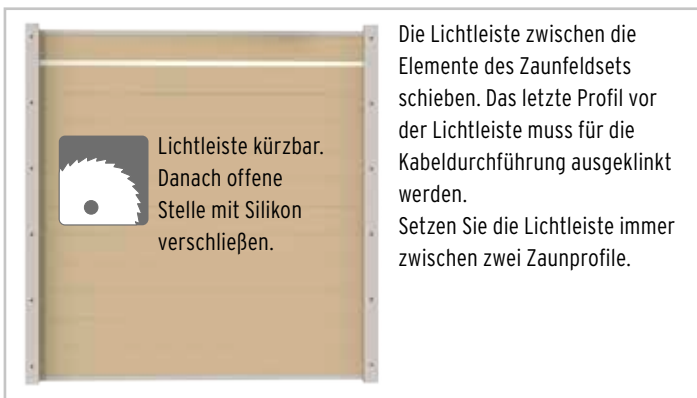 Lichtleiste kürzbar.
Danach offene
Stelle mit Silikon
verschließen.
Die Lichtleiste zwischen die
Elemente des Zaunfeldsets
schieben. Das letzte Profil vor
der Lichtleiste muss für die
Kabeldurchführung ausgeklinkt
werden.
Setzen Sie die Lichtleiste immer
zwischen zwei Zaunprofile.